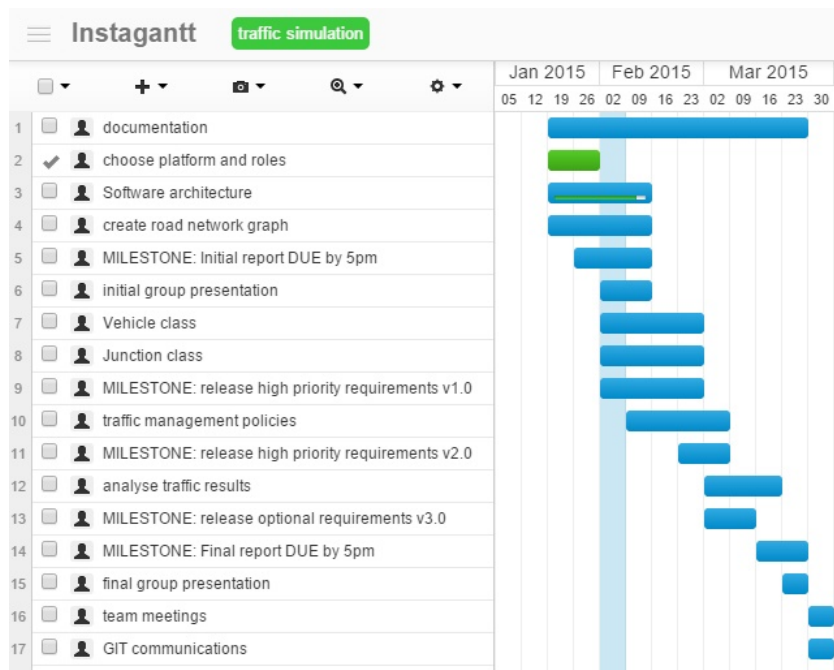 Instagantt traffic simulation
Jan 2015 Feb 2015 Mar 2015
05 12 19 26 02 09 16 23 02 09 16 23 30
1 documentation
2 choose platform and roles
3 Software architecture
4 create road network graph
5 MILESTONE: Initial report DUE by 5pm
6 initial group presentation
7 Vehicle class
8 Junction class
9 MILESTONE: release high priority requirements v1.0
10 traffic management policies
11 MILESTONE: release high priority requirements v2.0
12 analyse traffic results
13 MILESTONE: release optional requirements v3.0
14 MILESTONE: Final report DUE by 5pm
15 final group presentation
16 team meetings
17 GIT communications